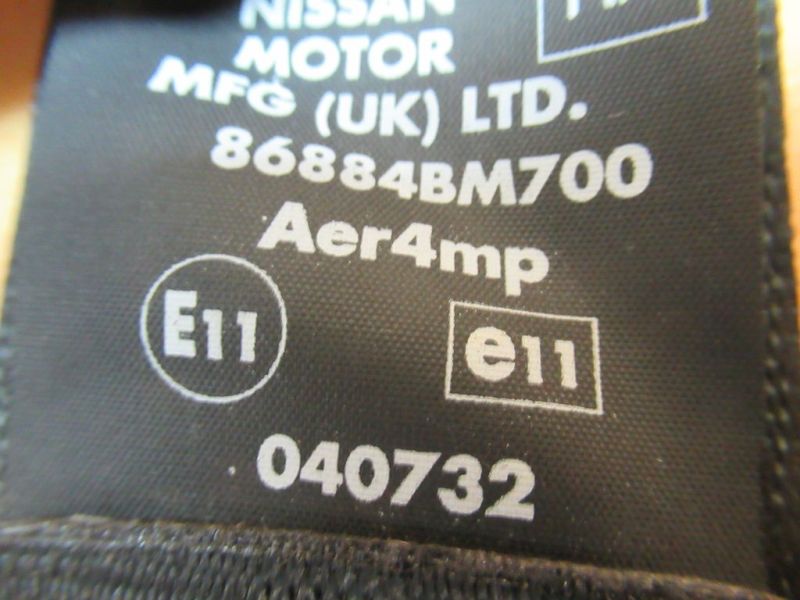 NISSAN
MOTOR
MFG (UK) LTD.
86884BM700
Aer4mp
E11 e11
040732